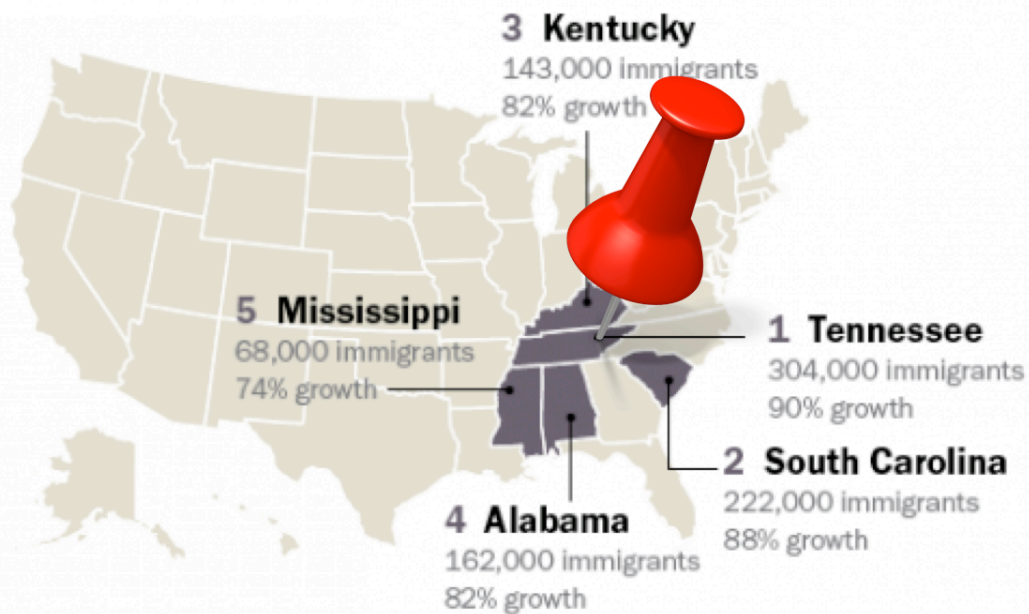 3 Kentucky
143,000 immigrants
82% growth
5 Mississippi
68,000 immigrants
74% growth
1 Tennessee
304,000 immigrants
90% growth
2 South Carolina
222,000 immigrants
88% growth
4 Alabama
162,000 immigrants
82% growth